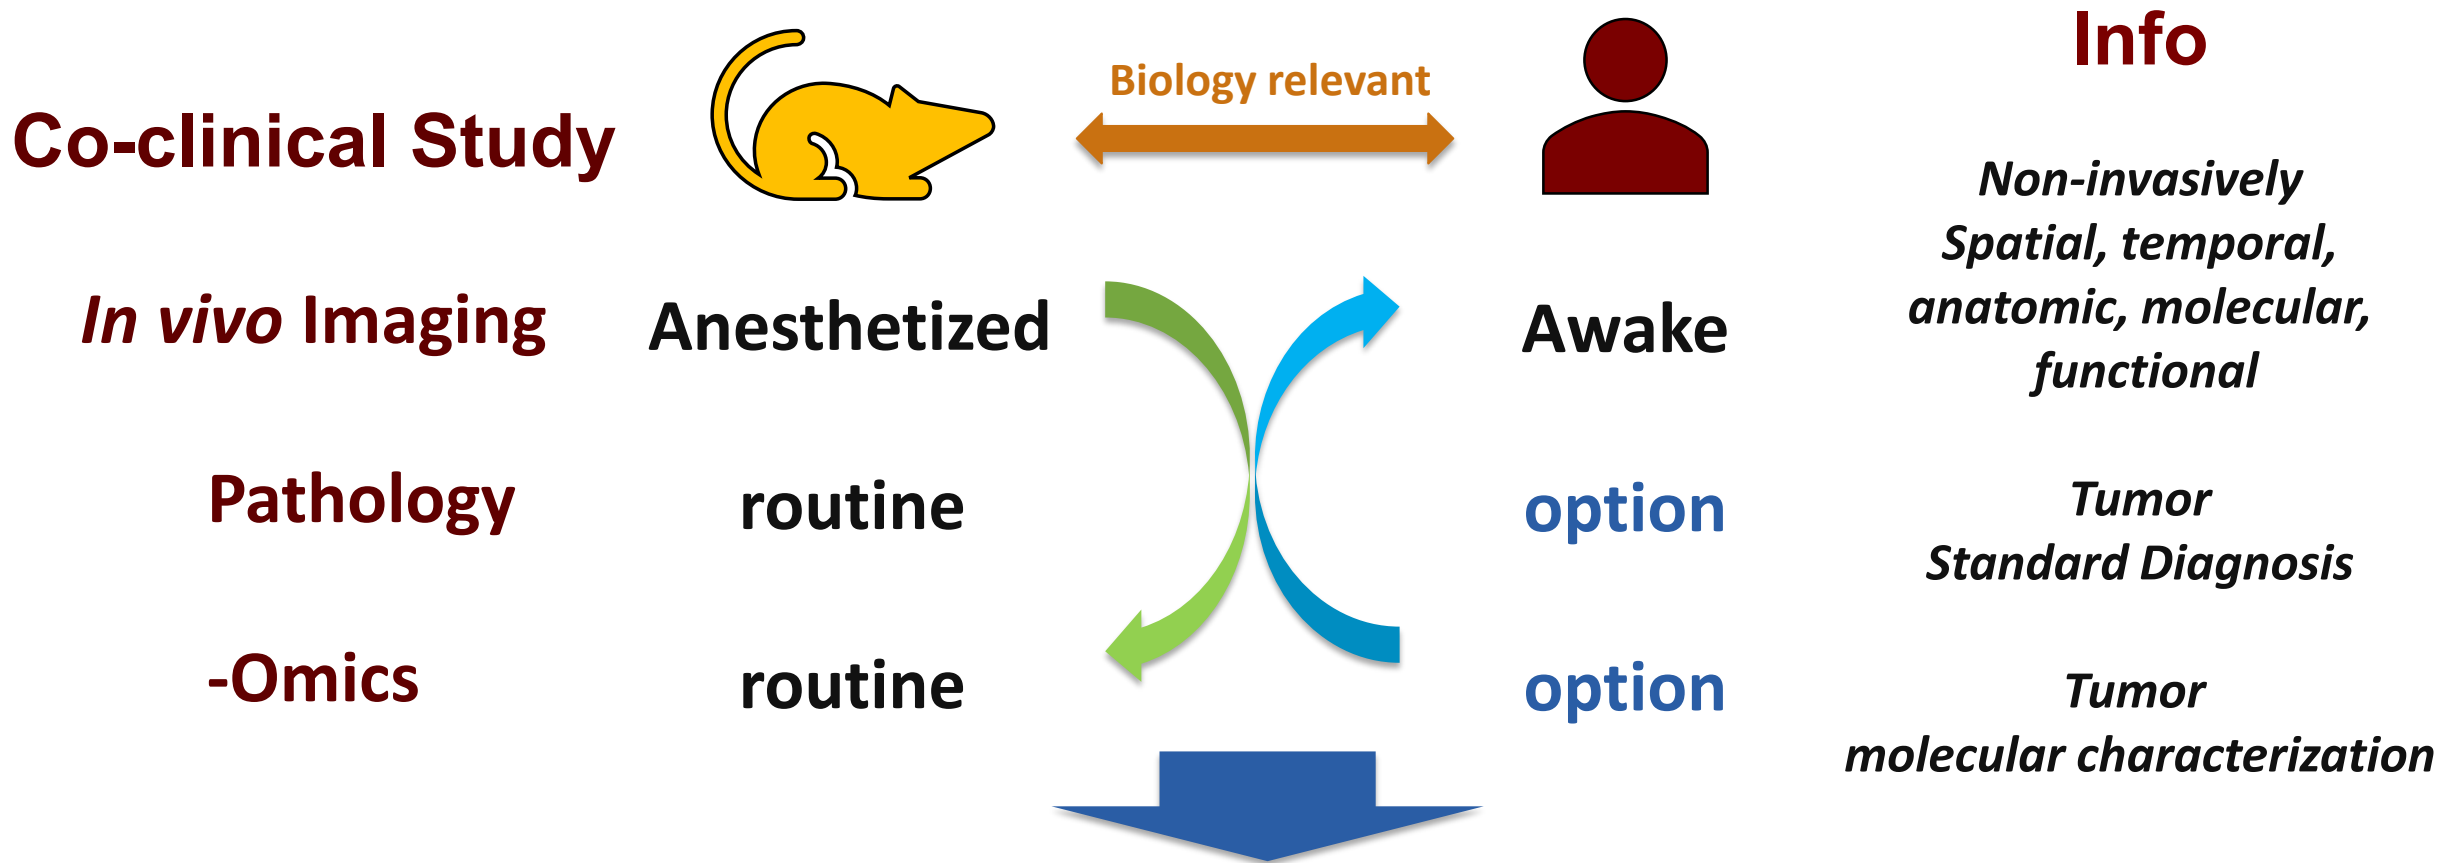 Info
Biology relevant
Co-clinical Study
Non-invasively
Spatial, temporal,
anatomic, molecular,
functional
In vivo Imaging
Anesthetized
Awake
Pathology
routine
option
Tumor
Standard Diagnosis
-Omics
routine
option
Tumor
molecular characterization